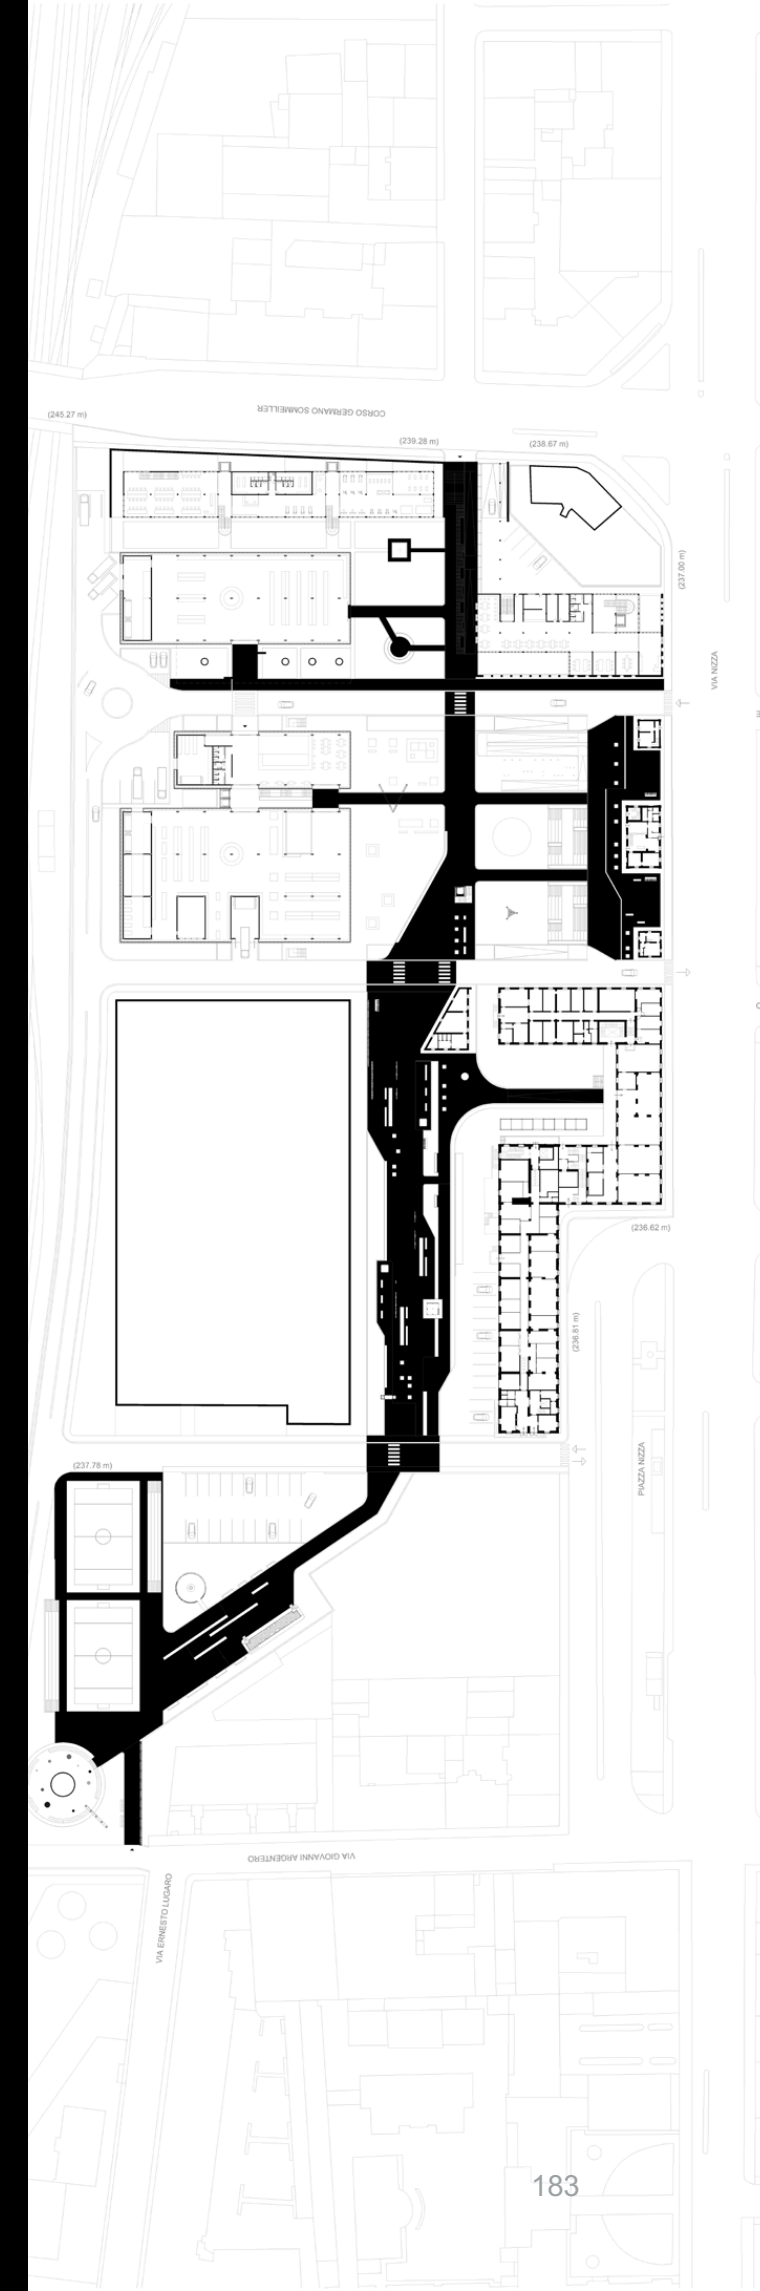 CORSO GERMANO SOMMEILLER
(245.27 m)
(239.28 m)
(238.67 m)
(237.00 m)
VIA NIZZA
(236.62 m)
(236.81 m)
PIAZZA NIZZA
(237.78 m)
VIA GIOVANNI ARGENTERO
VIA ERNESTO LUGARO
183